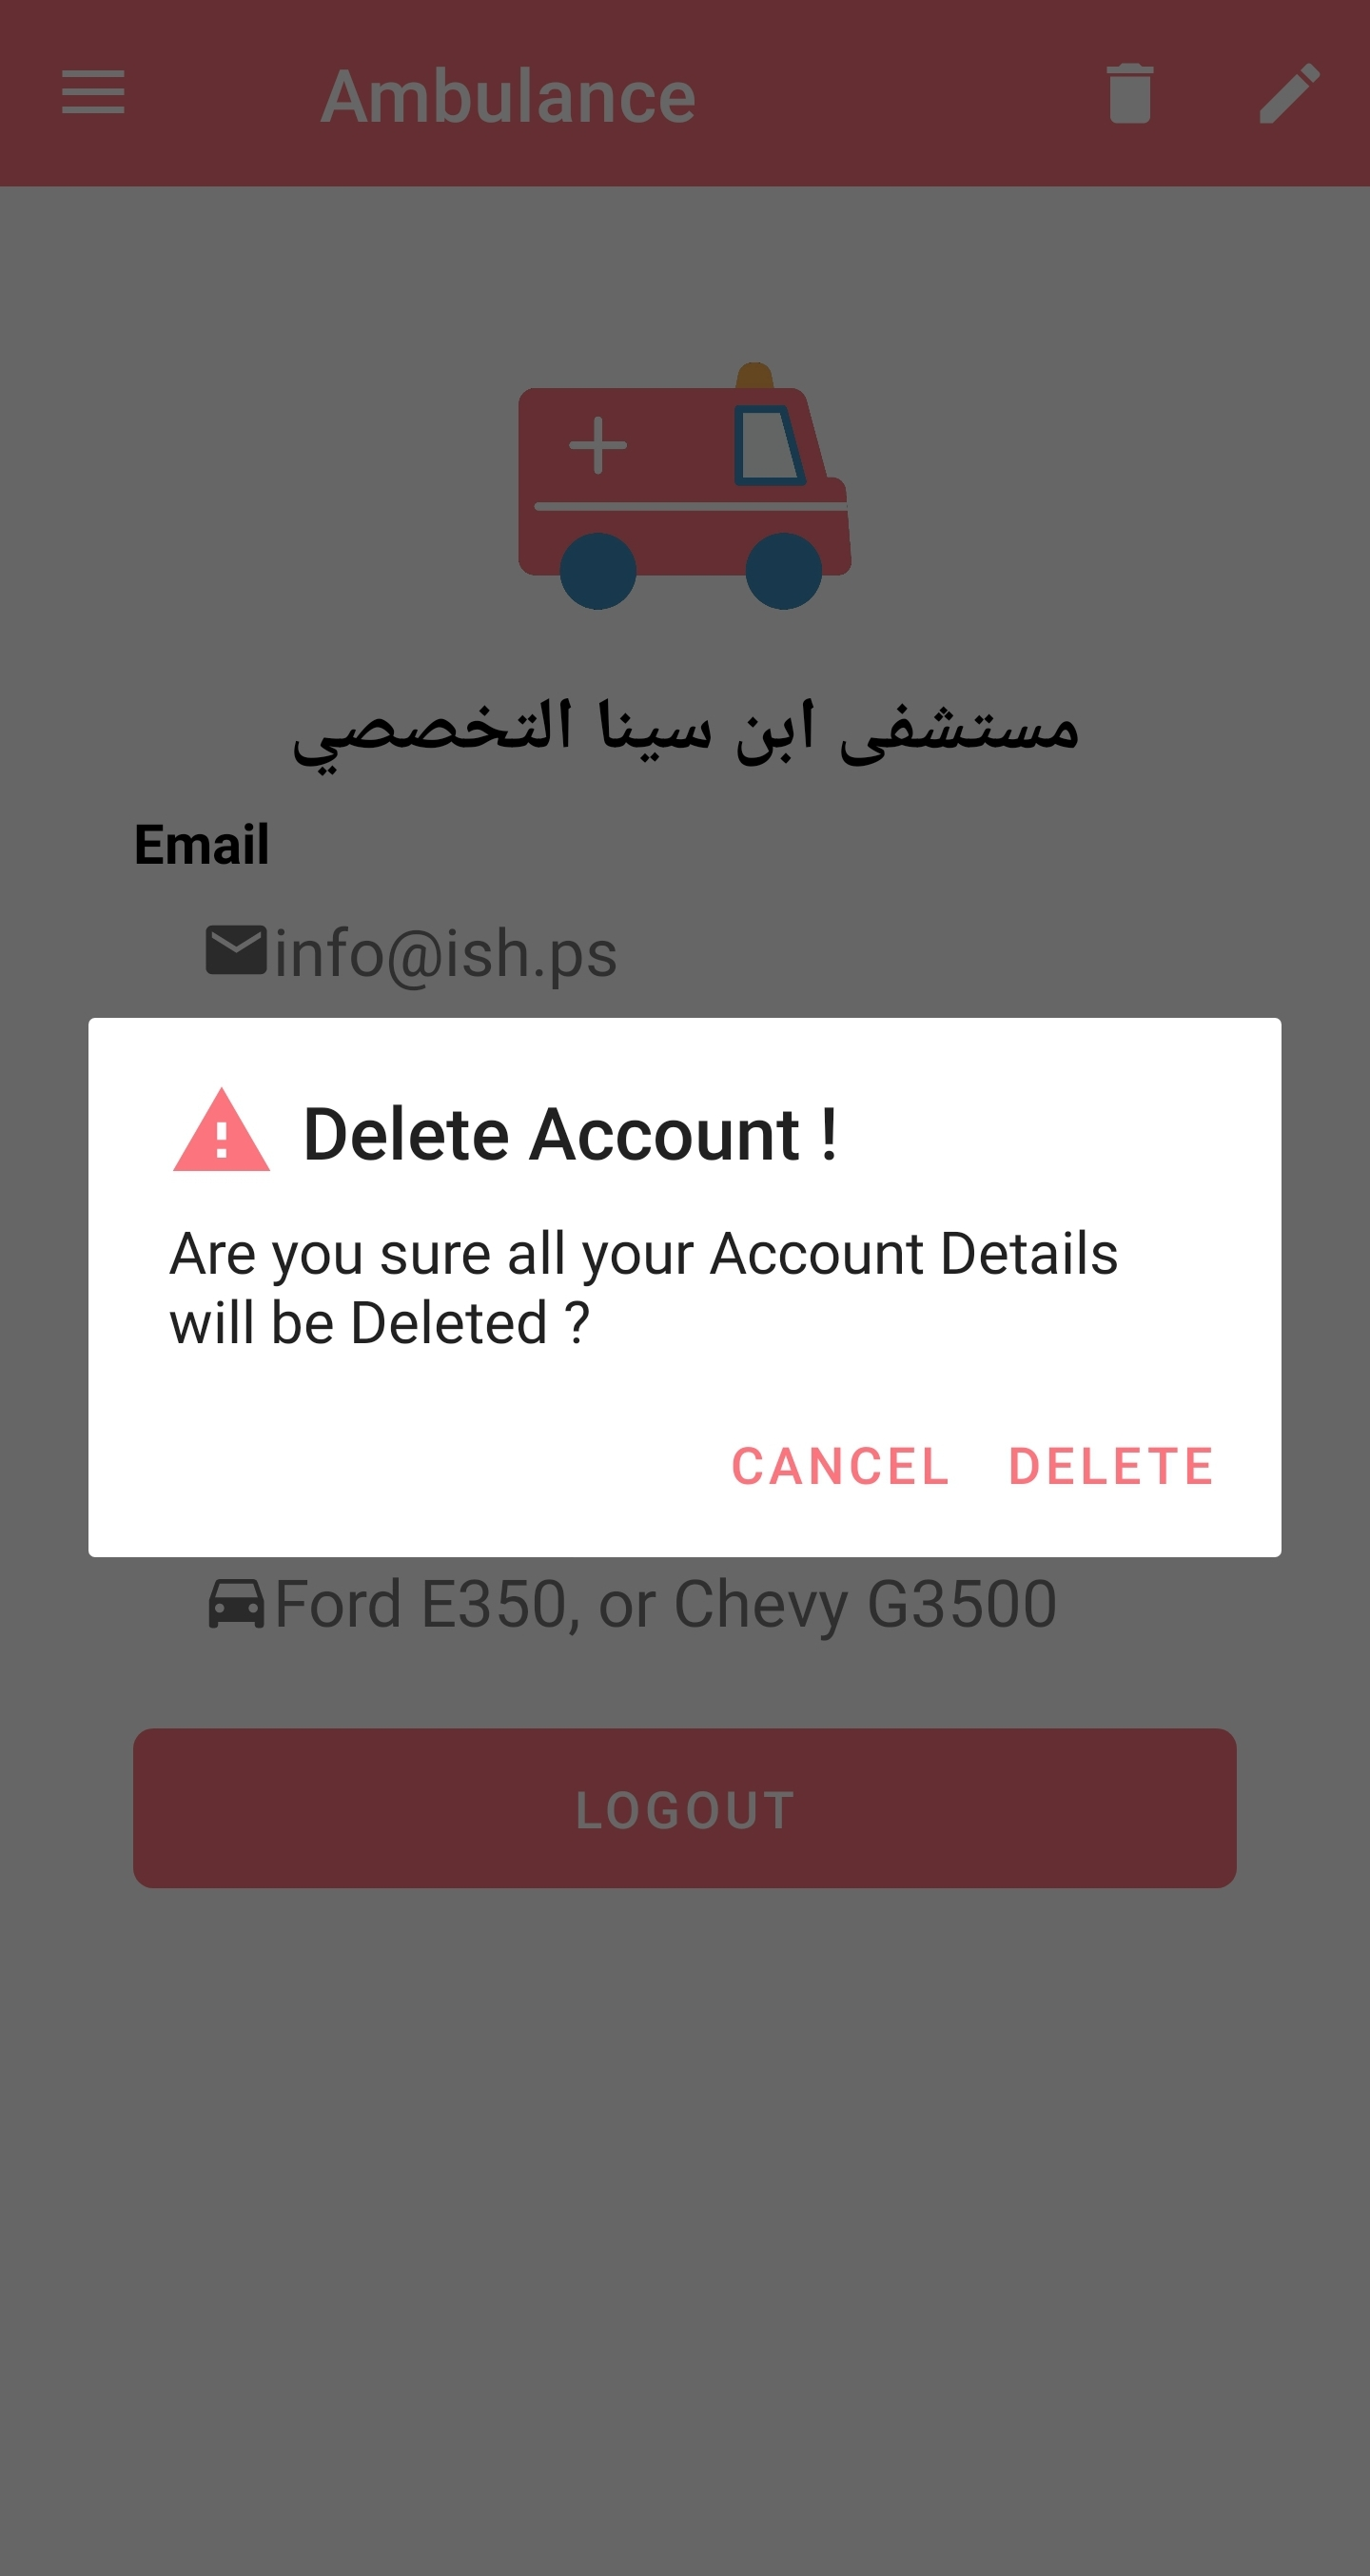 Ambulance
مستشفى ابن سينا التخصصي
Email
info@ish.ps
Delete Account !
Are you sure all your Account Details
will be Deleted ?
CANCEL DELETE
Ford E350, or Chevy G3500
LOGOUT